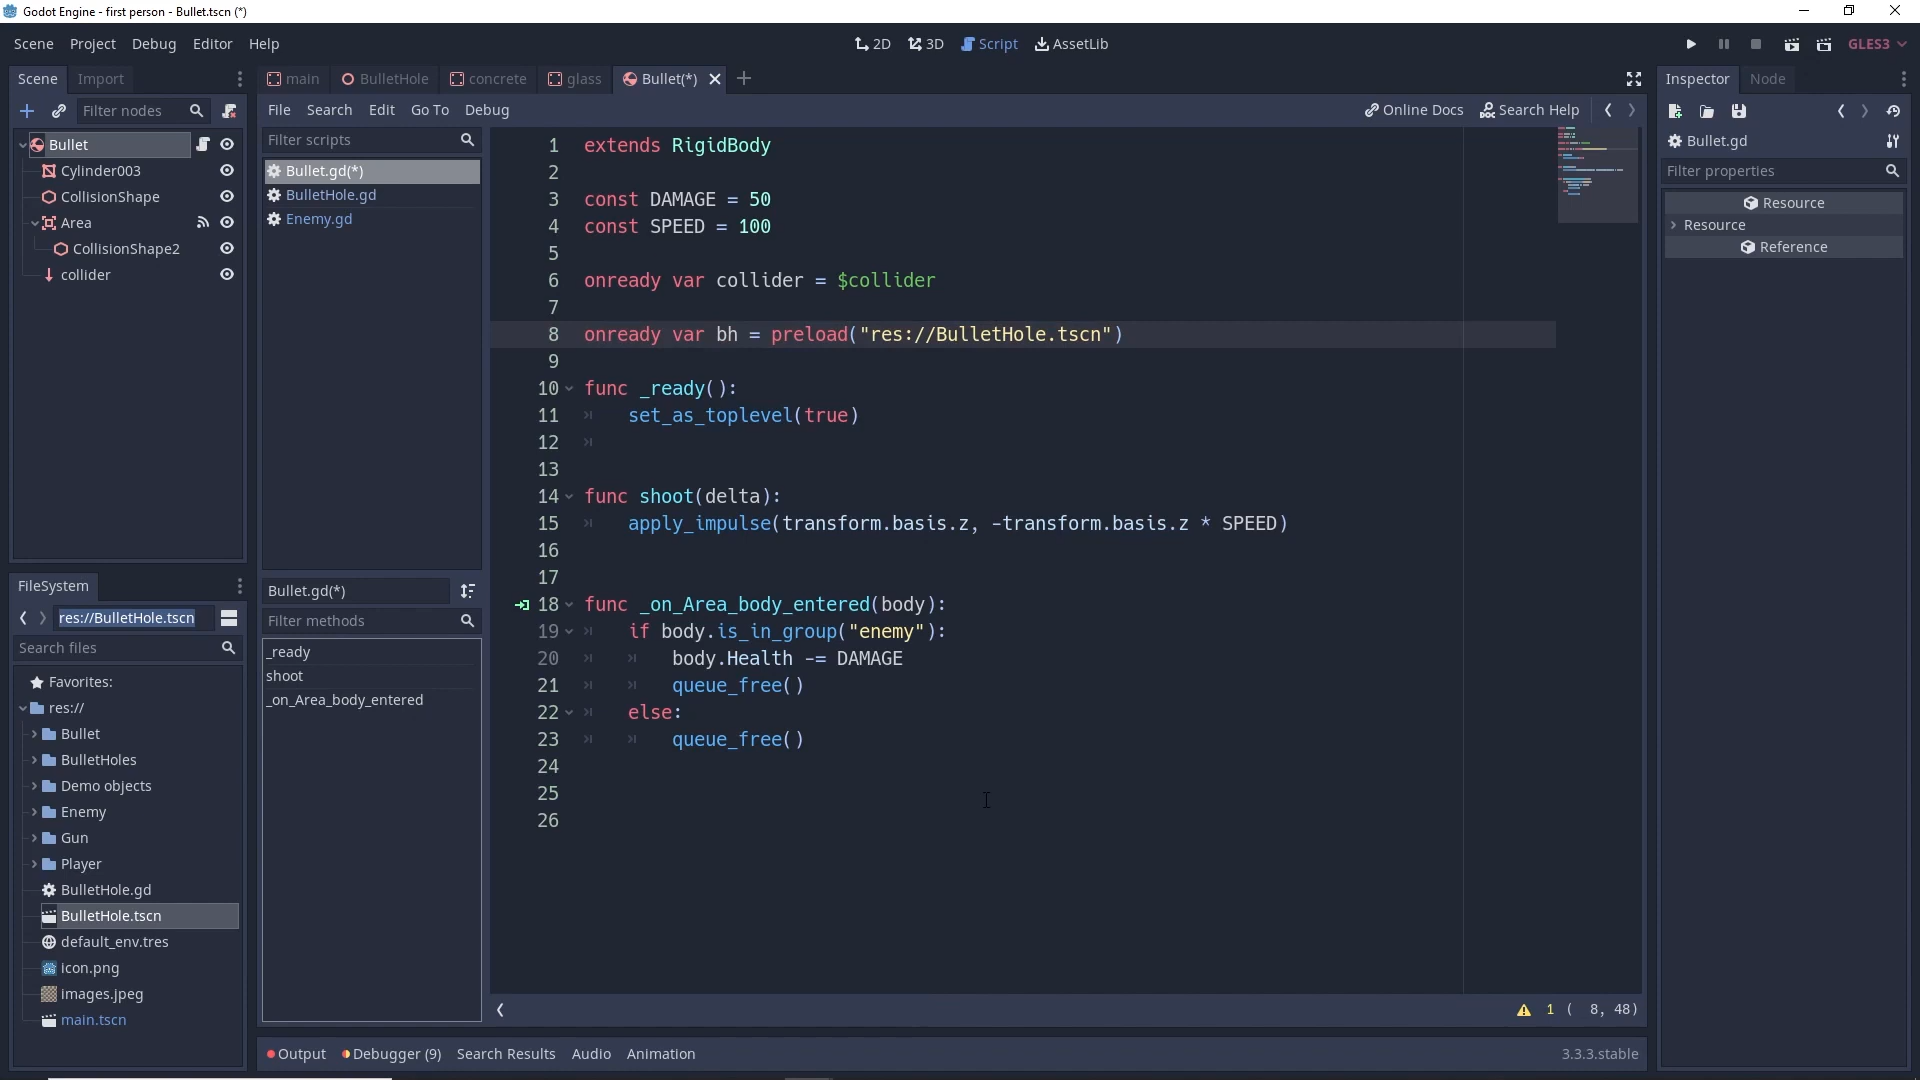 Godot Engine - first person - Bullet.tscn (*)
Scene Project Debug Editor Help
2D 3D Script AssetLib
GLES3
Scene Import
Filter nodes
Bullet
Cylinder003
CollisionShape
Area
CollisionShape2
collider
FileSystem
res://BulletHole.tscn
Search files
Favorites:
res://
Bullet
BulletHoles
Demo objects
Enemy
Gun
Player
BulletHole.gd
BulletHole.tscn
default_env.tres
icon.png
images.jpeg
main.tscn
main BulletHole concrete glass Bullet(*)
File Search Edit Go To Debug
Online Docs Search Help
Filter scripts
Bullet.gd(*)
BulletHole.gd
Enemy.gd
Bullet.gd(*)
Filter methods
_ready
shoot
_on_Area_body_entered
1 extends RigidBody
2
3 const DAMAGE = 50
4 const SPEED = 100
5
6 onready var collider = $collider
7
8 onready var bh = preload("res://BulletHole.tscn")
9
10 func _ready():
11 set_as_toplevel(true)
12
13
14 func shoot(delta):
15 apply_impulse(transform.basis.z, -transform.basis.z * SPEED)
16
17
18 func _on_Area_body_entered(body):
19 if body.is_in_group("enemy"):
20 body.Health -= DAMAGE
21 queue_free()
22 else:
23 queue_free()
24
25
26
1 ( 8, 48)
Output Debugger (9) Search Results Audio Animation
3.3.3.stable
Inspector Node
Bullet.gd
Filter properties
Resource
Resource
Reference